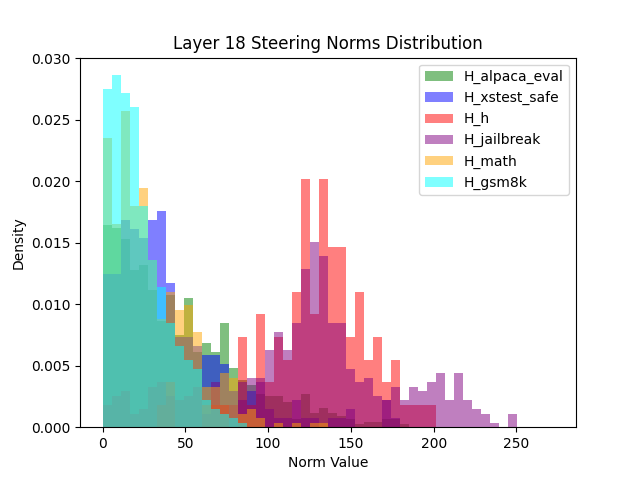 Layer 18 Steering Norms Distribution
0.030
0.025
0.020
0.015
0.010
0.005
0.000
Density
H_alpaca_eval
H_xstest_safe
H_h
H_jailbreak
H_math
H_gsm8k
0 50 100 150 200 250
Norm Value